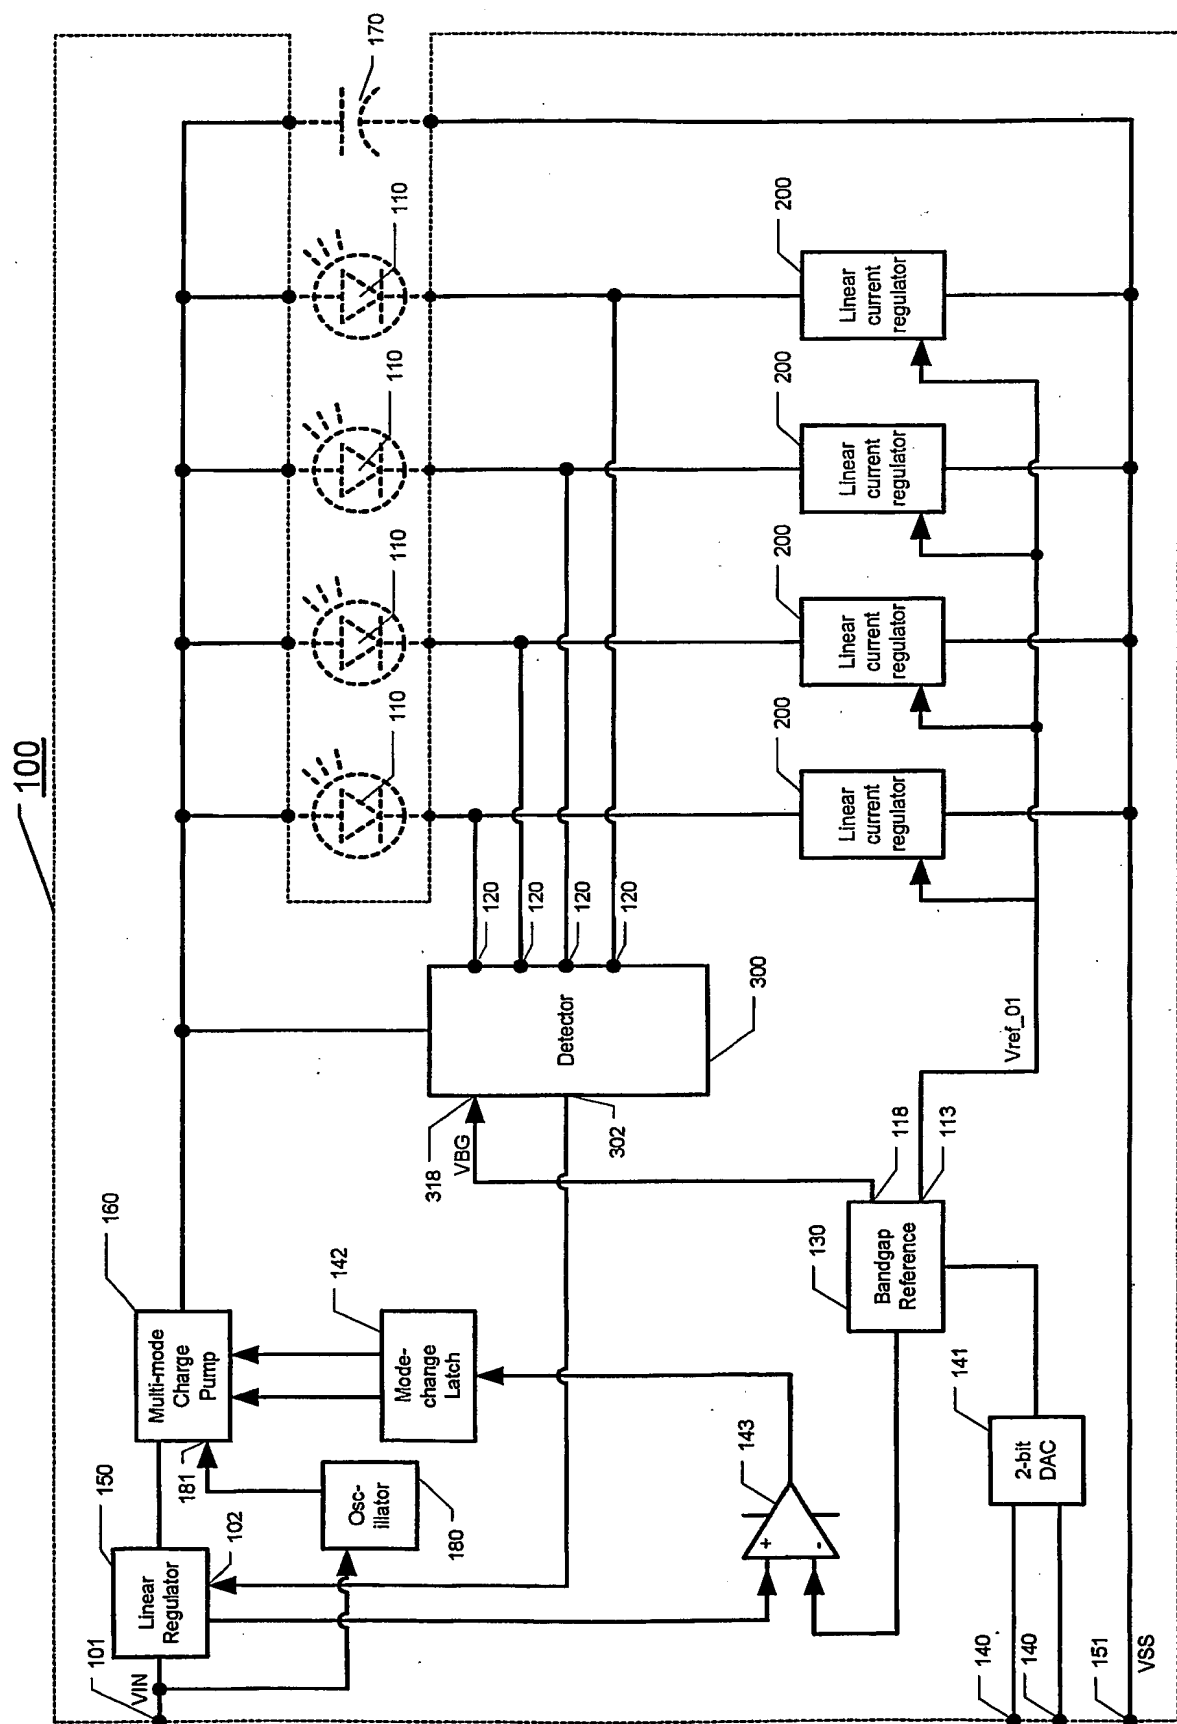 100
170
110
110
110
110
200
200
200
200
Linear
current
regulator
Linear
current
regulator
Linear
current
regulator
Linear
current
regulator
120
120
120
120
Detector
300
318
VBG
302
Vref_01
118
113
130
Bandgap
Reference
160
Multi-mode
Charge
Pump
142
Mode-
change
Latch
181
150
Linear
Regulator
102
Osc-
illator
180
143
+
-
141
2-bit
DAC
101
VIN
140
140
151
VSS